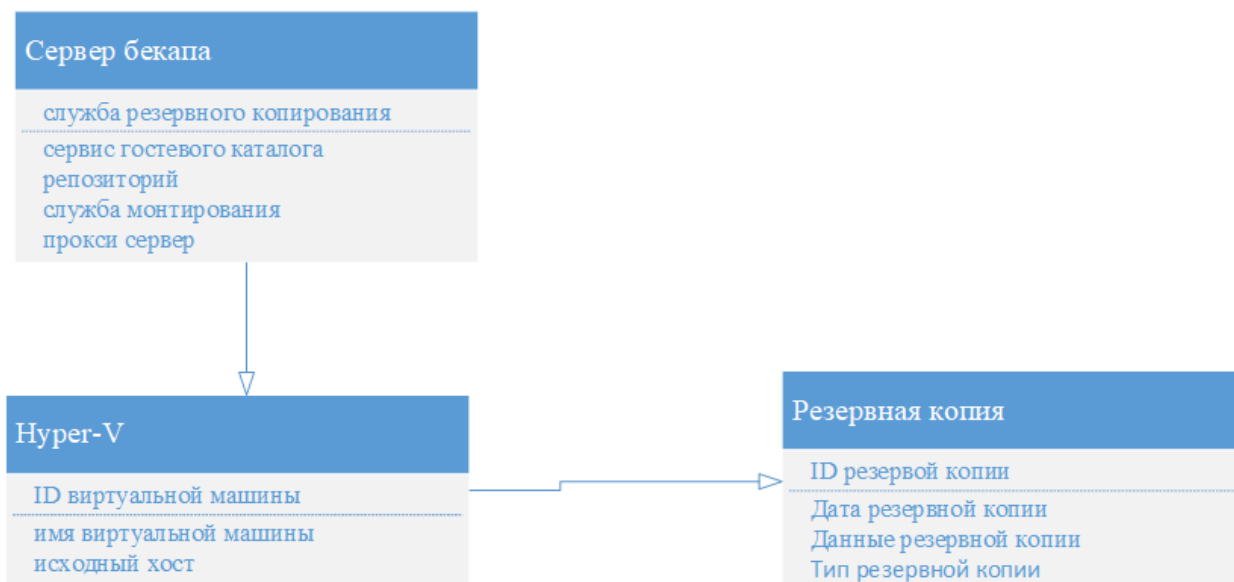 Сервер бекапа
служба резервного копирования
сервис гостевого каталога
репозиторий
служба монтирования
прокси сервер
Hyper-V
ID виртуальной машины
имя виртуальной машины
исходный хост
Резервная копия
ID резервой копии
Дата резервной копии
Данные резервной копии
Тип резервной копии